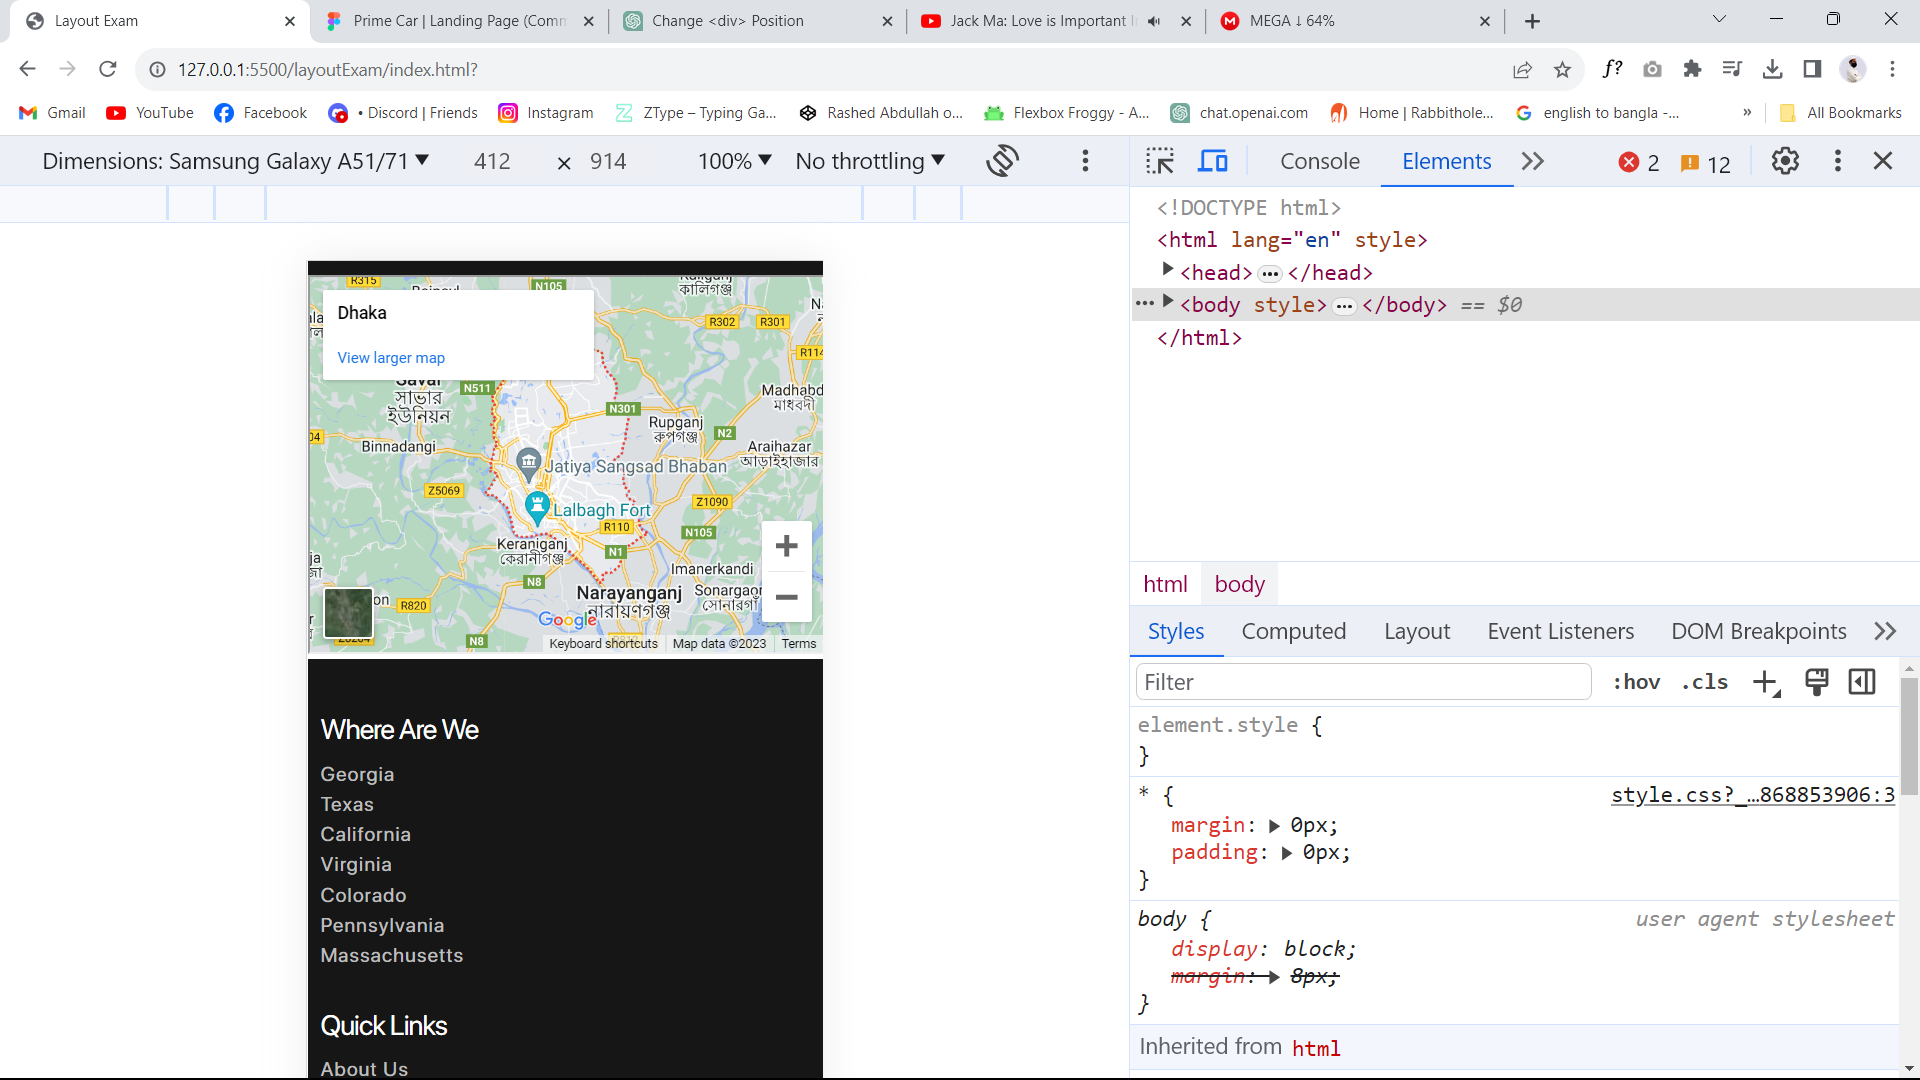 Layout Exam
Prime Car | Landing Page (Comm
Change <div> Position
Jack Ma: Love is Important I
MEGA ↓ 64%
127.0.0.1:5500/layoutExam/index.html?
f?
Gmail
YouTube
Facebook
• Discord | Friends
Instagram
ZType – Typing Ga...
Rashed Abdullah o...
Flexbox Froggy - A...
chat.openai.com
Home | Rabbithole...
english to bangla -...
»
All Bookmarks
Dimensions: Samsung Galaxy A51/71 ▼
412 × 914
100% ▼
No throttling ▼
Console
Elements
2
12
<!DOCTYPE html>
<html lang="en" style>
<head>…</head>
<body style>…</body> == $0
</html>
R315
N105
কালিগঞ্জ
Dhaka
R302
R301
View larger map
R114
Savar
সাভার
ইউনিয়ন
N511
Madhabd
মাধবদী
N301
Rupganj
রুপগঞ্জ
N2
04
Binnadangi
Araihazar
আড়াইহাজার
Jatiya Sangsad Bhaban
Z5069
Z1090
Lalbagh Fort
R110
N105
Keraniganj
কেরানীগঞ্জ
N1
Imanerkandi
N8
Narayanganj
নারায়ণগঞ্জ
Sonargaon
সোনারগাঁ
on
R820
Google
N8
Keyboard shortcuts
Map data ©2023
Terms
Where Are We
Georgia
Texas
California
Virginia
Colorado
Pennsylvania
Massachusetts
Quick Links
About Us
html
body
Styles
Computed
Layout
Event Listeners
DOM Breakpoints
Filter
:hov
.cls
element.style {
}
* {
style.css?_…868853906:3
margin: 0px;
padding: 0px;
}
body {
user agent stylesheet
display: block;
margin: 8px;
}
Inherited from html